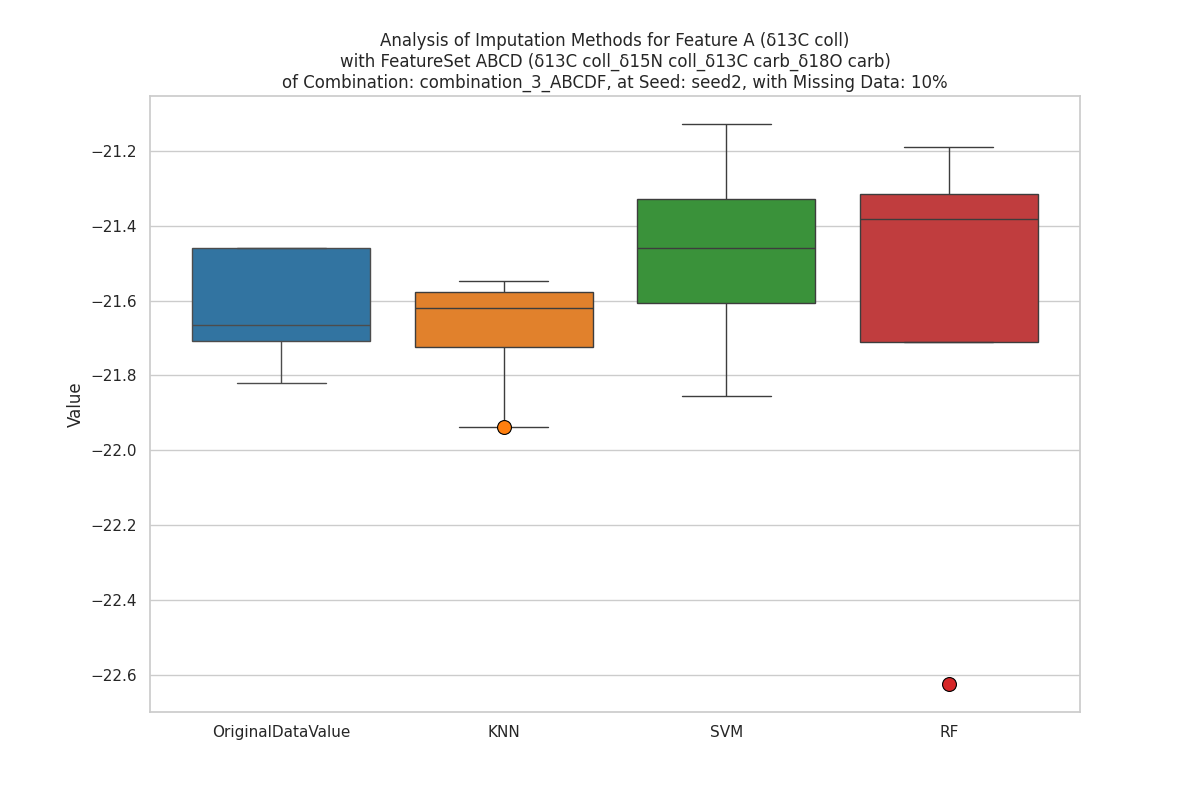 Analysis of Imputation Methods for Feature A (δ13C coll)
with FeatureSet ABCD (δ13C coll_δ15N coll_δ13C carb_δ18O carb)
of Combination: combination_3_ABCDF, at Seed: seed2, with Missing Data: 10%
−21.2
−21.4
−21.6
−21.8
−22.0
−22.2
−22.4
−22.6
Value
OriginalDataValue
KNN
SVM
RF